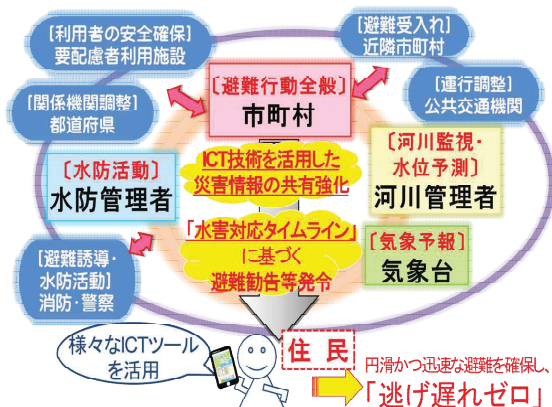 [利用者の安全確保]
要配慮者利用施設
[避難受入れ]
近隣市町村
[関係機関調整]
都道府県
[避難行動全般]
市町村
[運行調整]
公共交通機関
[水防活動]
水防管理者
ICT技術を活用した
災害情報の共有強化
[河川監視・
水位予測]
河川管理者
「水害対応タイムライン」
に基づく
避難勧告等発令
[気象予報]
気象台
[避難誘導・
水防活動]
消防・警察
様々なICTツール
を活用
住民
円滑かつ迅速な避難を確保し、
「逃げ遅れゼロ」